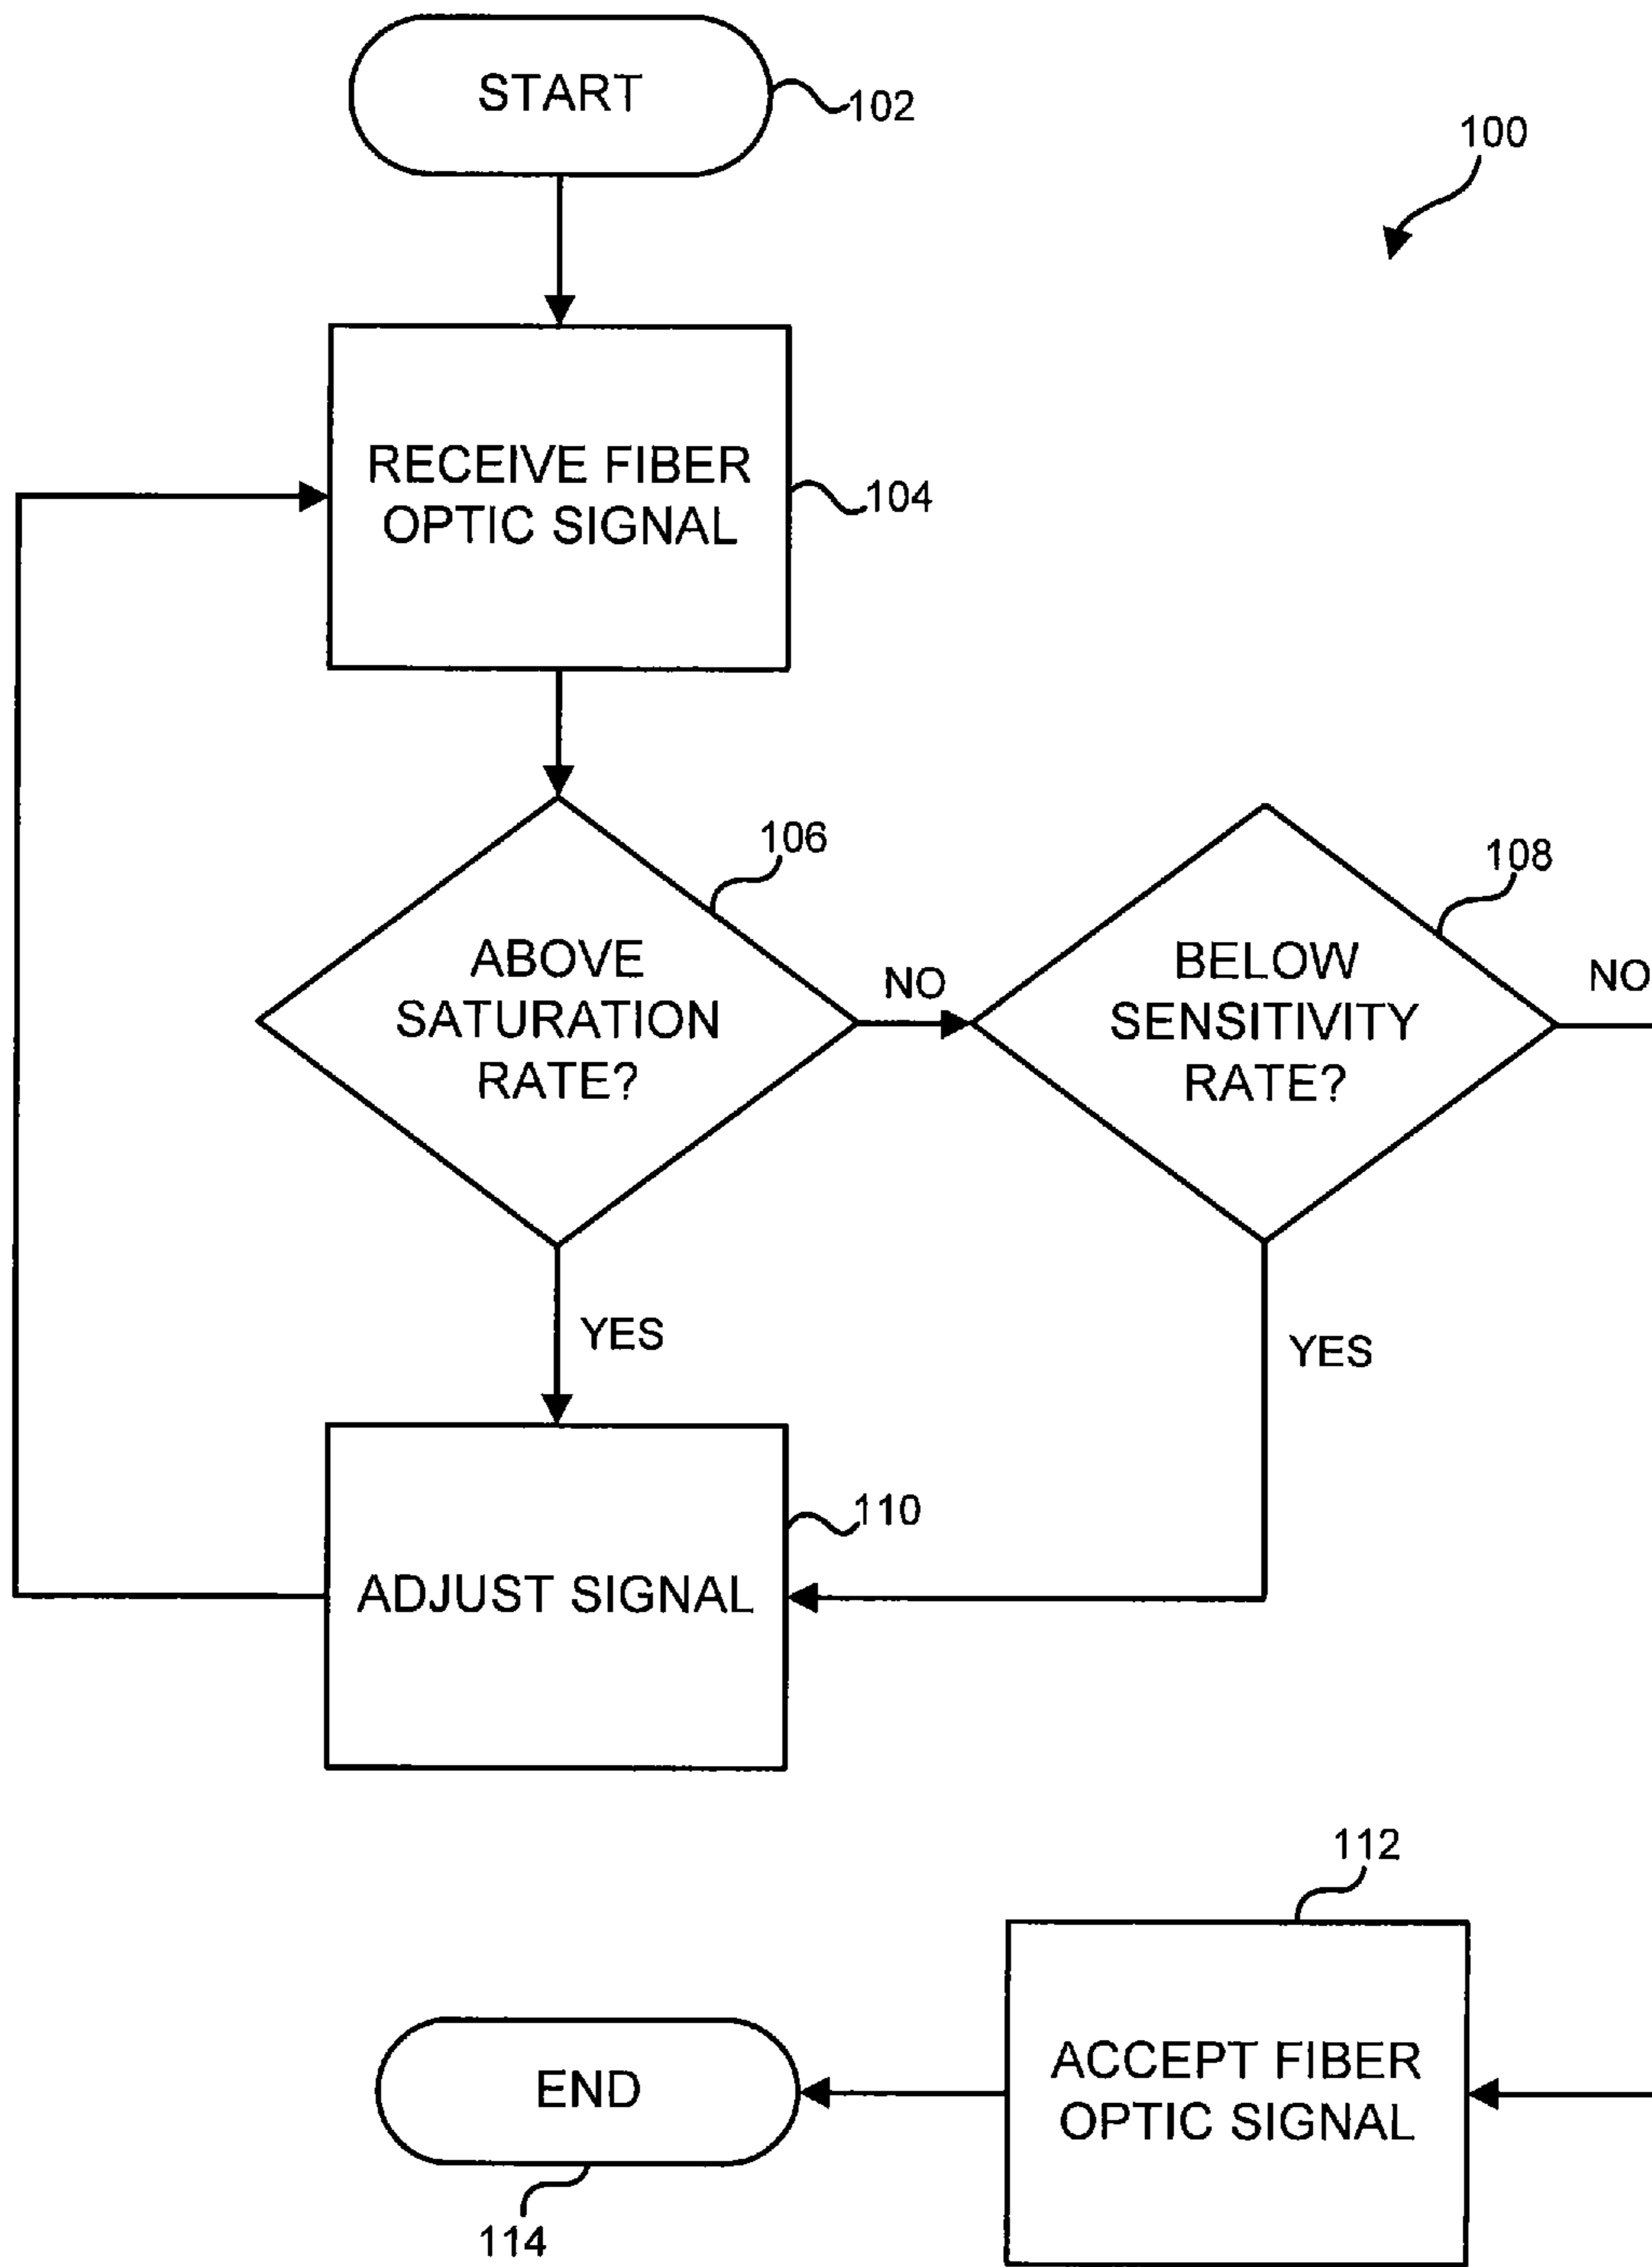 START
102
100
RECEIVE FIBER
OPTIC SIGNAL
104
106
108
ABOVE
SATURATION
RATE?
NO
BELOW
SENSITIVITY
RATE?
NO
YES
YES
110
ADJUST SIGNAL
112
ACCEPT FIBER
OPTIC SIGNAL
END
114